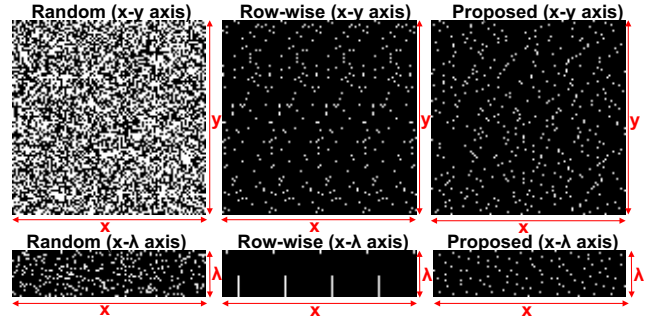 Random (x-y axis) Row-wise (x-y axis) Proposed (x-y axis)
y y y
x x x
Random (x-λ axis) Row-wise (x-λ axis) Proposed (x-λ axis)
λ λ λ
x x x